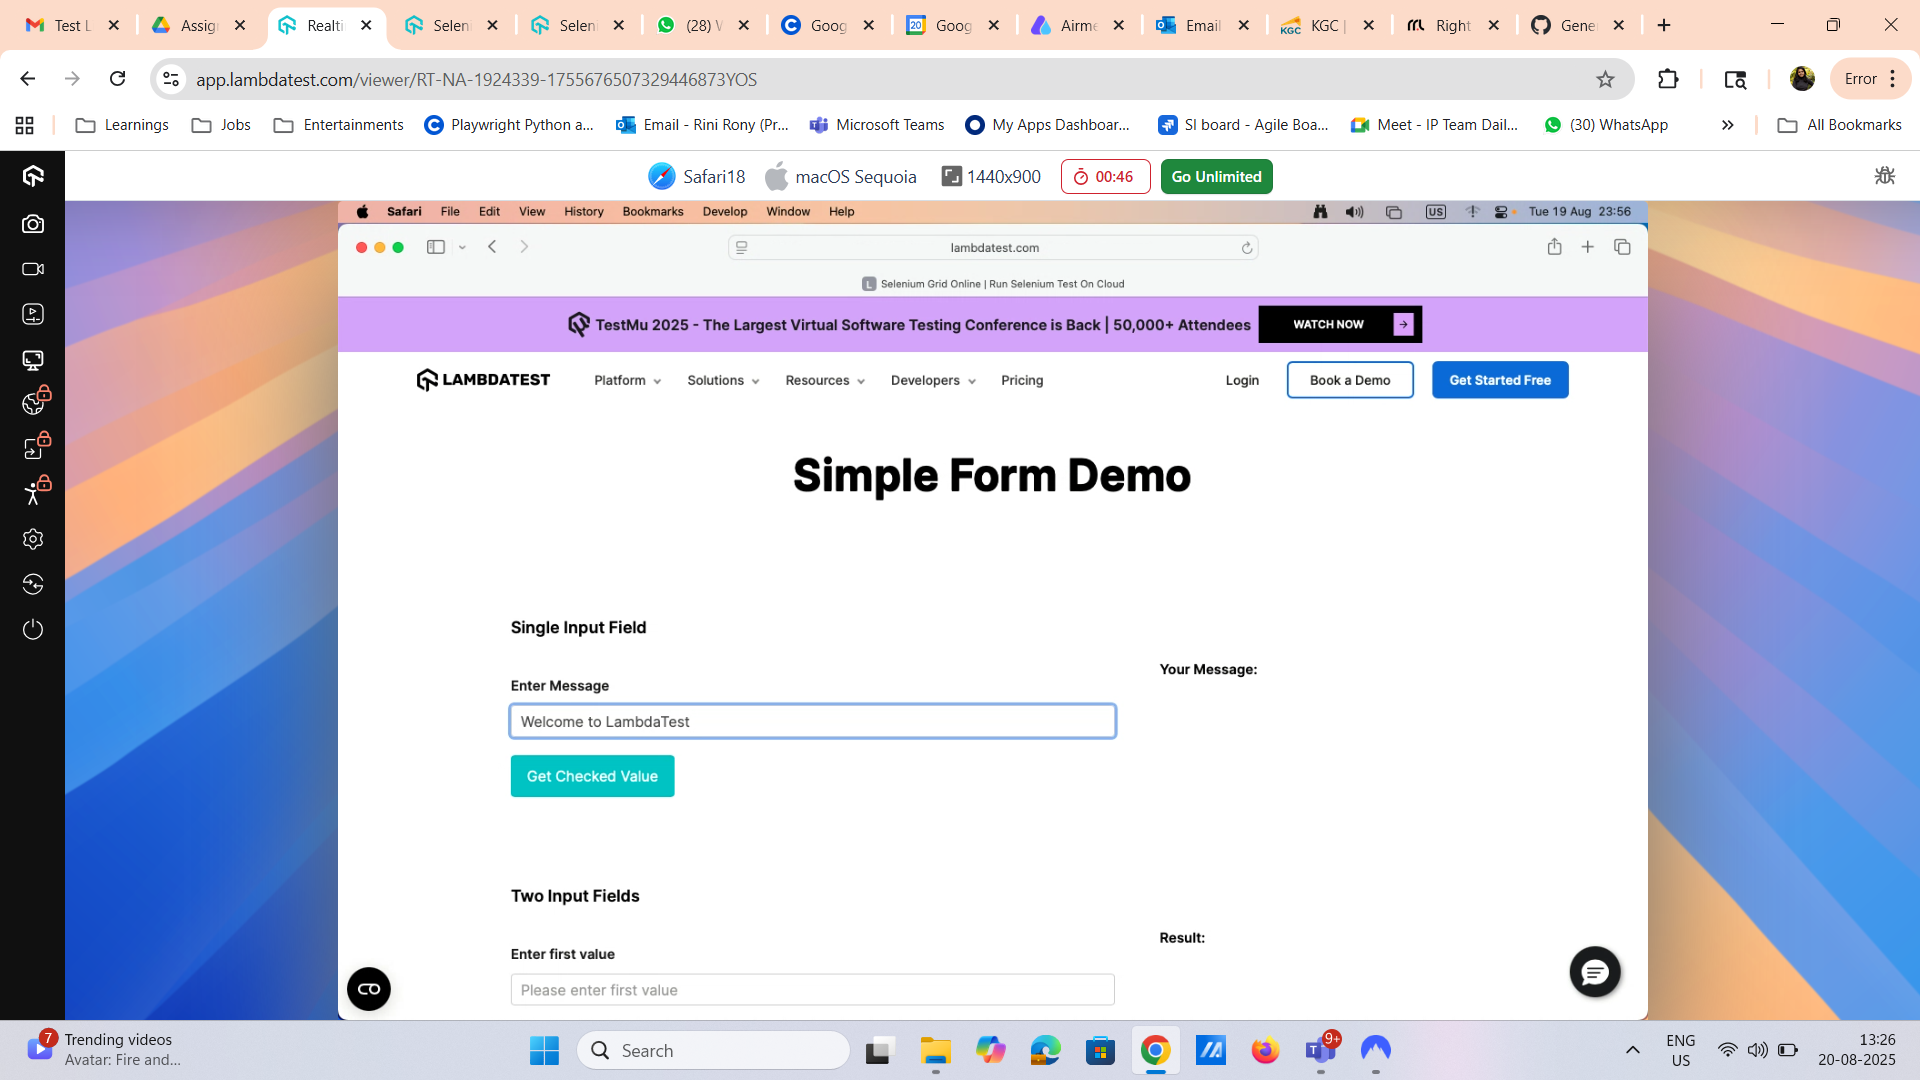 Test L
Assig
Realti
Selen
Selen
(28) W
Goog
20
Goog
Airme
Email
KGC
KGC |
Right
Gene
app.lambdatest.com/viewer/RT-NA-1924339-1755676507329446873YOS
Error
Learnings
Jobs
Entertainments
Playwright Python a...
Email - Rini Rony (Pr...
Microsoft Teams
My Apps Dashboar...
SI board - Agile Boa...
Meet - IP Team Dail...
(30) WhatsApp
All Bookmarks
Safari18
macOS Sequoia
1440x900
00:46
Go Unlimited
Safari File Edit View History Bookmarks Develop Window Help
US
Tue 19 Aug 23:56
lambdatest.com
L Selenium Grid Online | Run Selenium Test On Cloud
TestMu 2025 - The Largest Virtual Software Testing Conference is Back | 50,000+ Attendees
WATCH NOW
LAMBDATEST
Platform
Solutions
Resources
Developers
Pricing
Login
Book a Demo
Get Started Free
Simple Form Demo
Single Input Field
Your Message:
Enter Message
Welcome to LambdaTest
Get Checked Value
Two Input Fields
Result:
Enter first value
Please enter first value
7
Trending videos
Avatar: Fire and...
Search
9+
ENG
US
13:26
20-08-2025